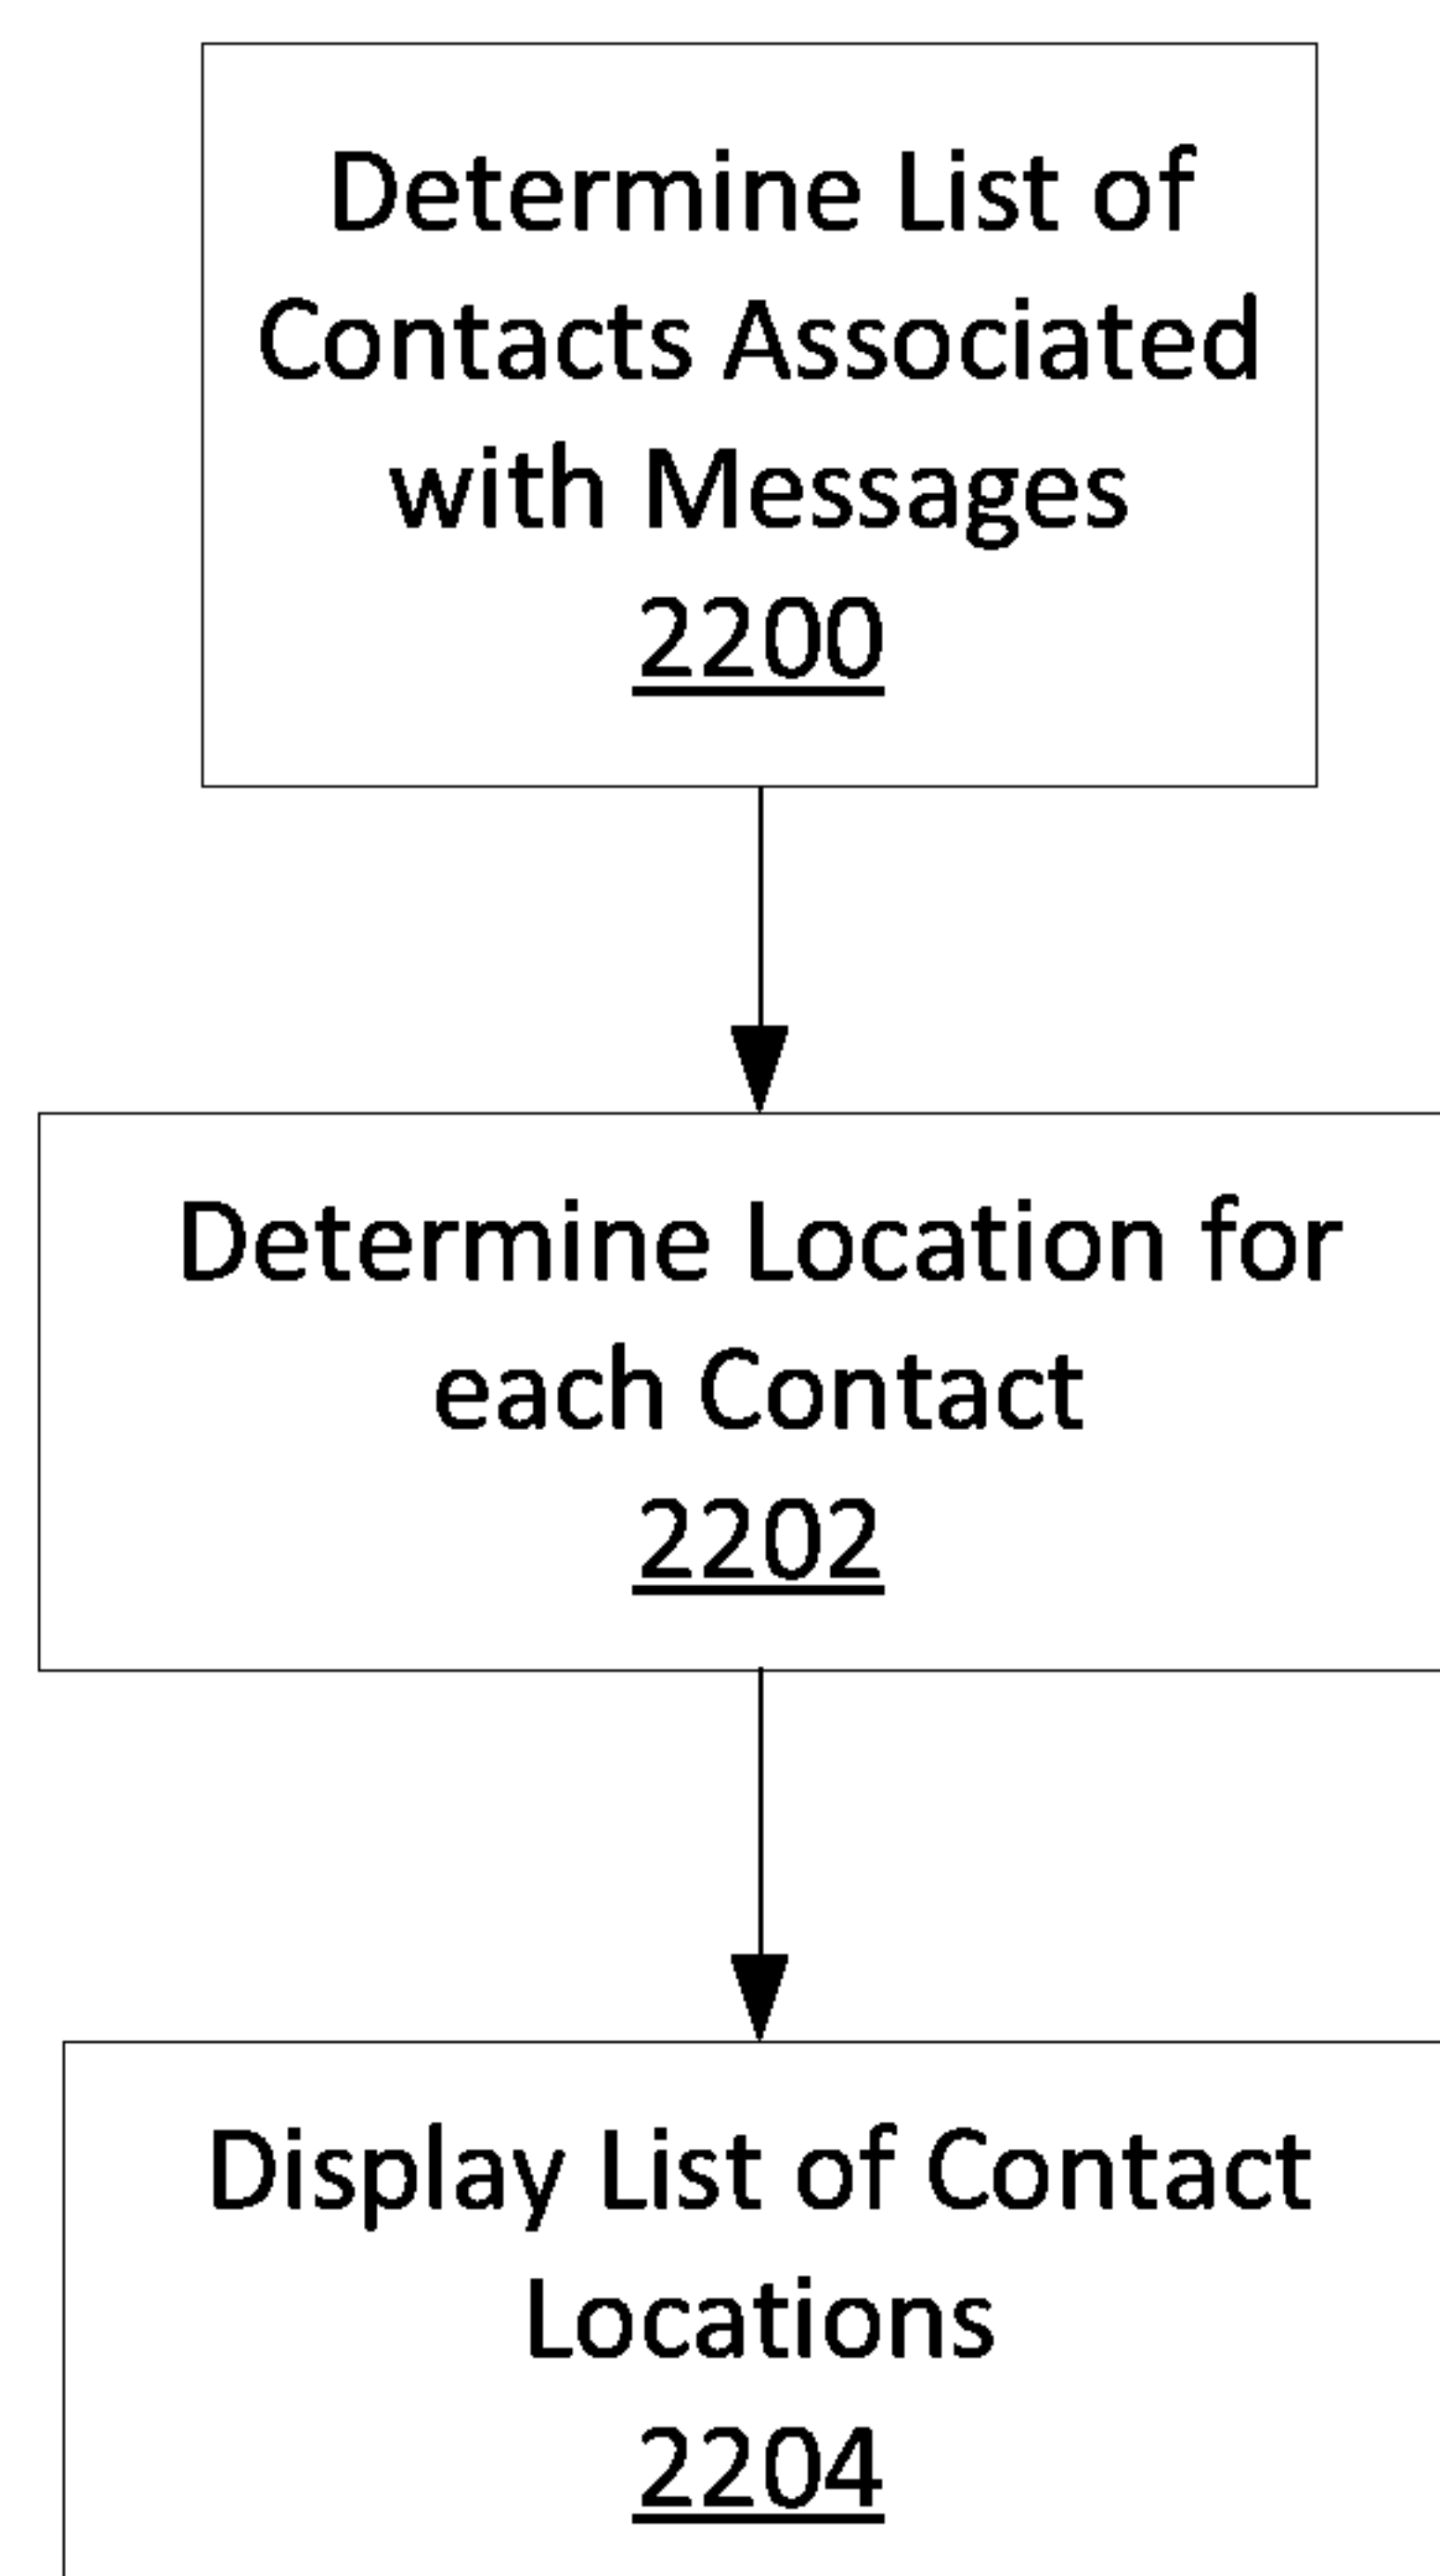 Determine List of
Contacts Associated
with Messages
2200
Determine Location for
each Contact
2202
Display List of Contact
Locations
2204